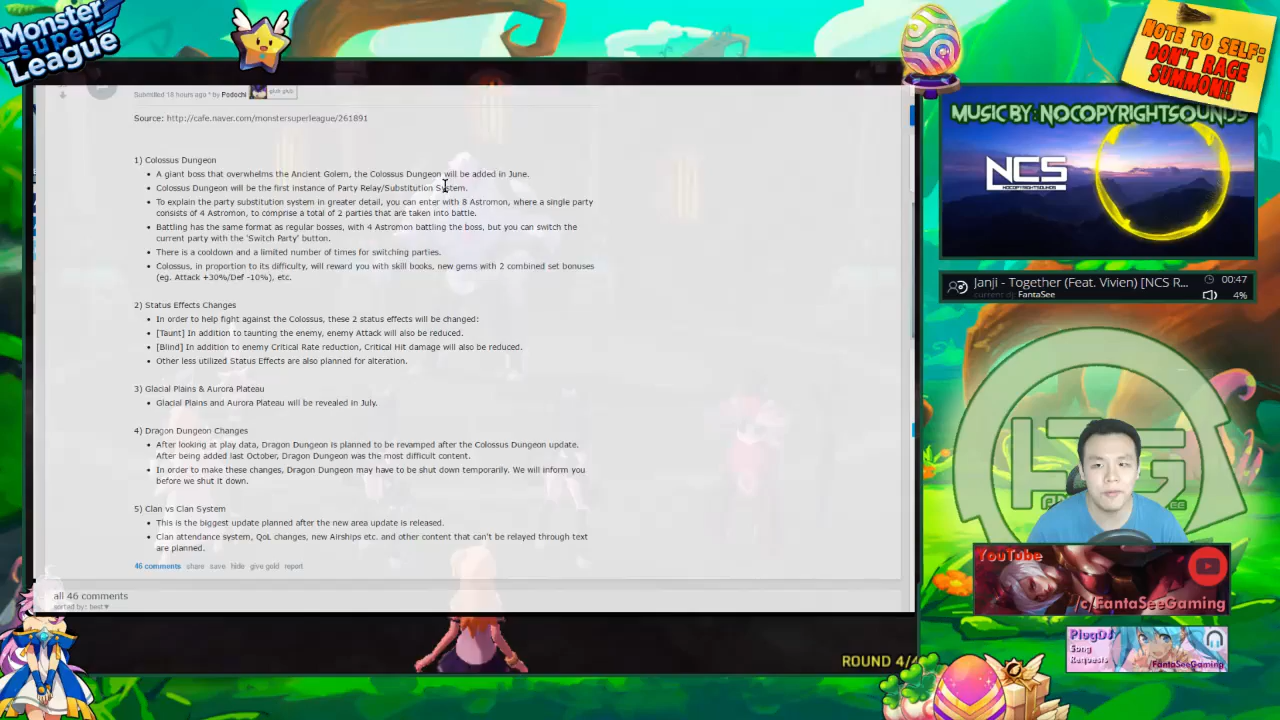 Monster
super
League
NOTE TO SELF:
DON'T RAGE
SUMMON!!
Submitted 18 hours ago * by Podochi glub glub
Source: http://cafe.naver.com/monstersuperleague/261891
1) Colossus Dungeon
• A giant boss that overwhelms the Ancient Golem, the Colossus Dungeon will be added in June.
• Colossus Dungeon will be the first instance of Party Relay/Substitution System.
• To explain the party substitution system in greater detail, you can enter with 8 Astromon, where a single party
consists of 4 Astromon, to comprise a total of 2 parties that are taken into battle.
• Battling has the same format as regular bosses, with 4 Astromon battling the boss, but you can switch the
current party with the 'Switch Party' button.
• There is a cooldown and a limited number of times for switching parties.
• Colossus, in proportion to its difficulty, will reward you with skill books, new gems with 2 combined set bonuses
(eg. Attack +30%/Def -10%), etc.
2) Status Effects Changes
• In order to help fight against the Colossus, these 2 status effects will be changed:
• [Taunt] In addition to taunting the enemy, enemy Attack will also be reduced.
• [Blind] In addition to enemy Critical Rate reduction, Critical Hit damage will also be reduced.
• Other less utilized Status Effects are also planned for alteration.
3) Glacial Plains & Aurora Plateau
• Glacial Plains and Aurora Plateau will be revealed in July.
4) Dragon Dungeon Changes
• After looking at play data, Dragon Dungeon is planned to be revamped after the Colossus Dungeon update.
After being added last October, Dragon Dungeon was the most difficult content.
• In order to make these changes, Dragon Dungeon may have to be shut down temporarily. We will inform you
before we shut it down.
5) Clan vs Clan System
• This is the biggest update planned after the new area update is released.
• Clan attendance system, QoL changes, new Airships etc. and other content that can't be relayed through text
are planned.
46 comments share save hide give gold report
all 46 comments
sorted by: best▼
ROUND 4/4
MUSIC BY: NOCOPYRIGHTSOUNDS
NCS
NOCOPYRIGHTSOUNDS
Janji - Together (Feat. Vivien) [NCS R...
current dj: FantaSee
00:47
4%
YouTube
/c/FantaSeeGaming
PlugDJ
Song
Requests
FantaSeeGaming